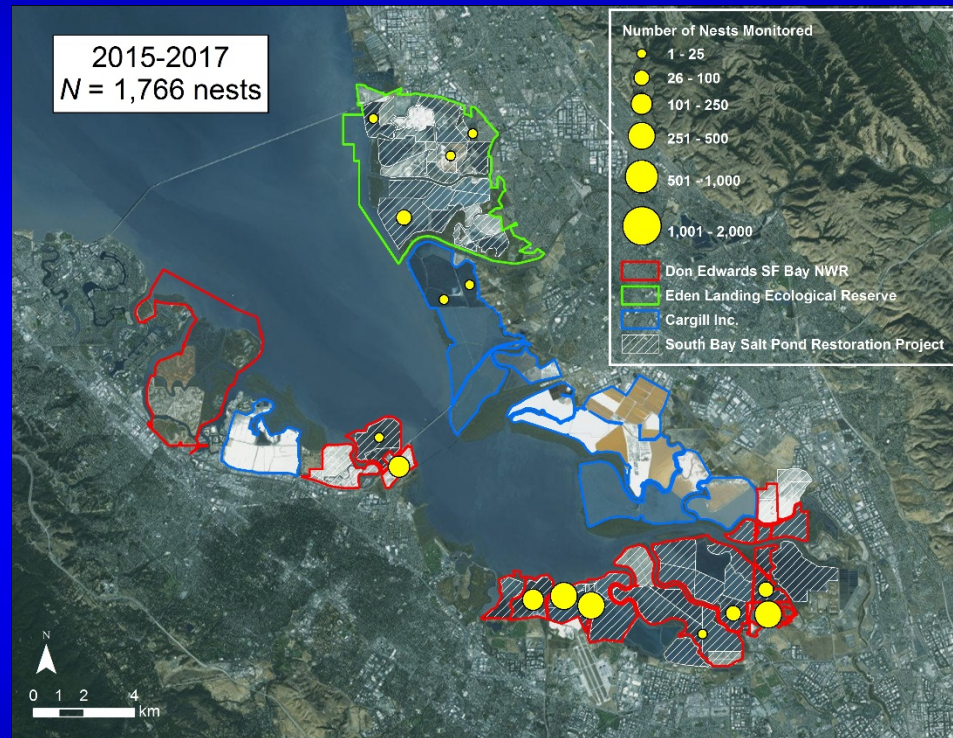 2015-2017
N = 1,766 nests
Number of Nests Monitored
1 - 25
26 - 100
101 - 250
251 - 500
501 -1,000
1,001 - 2,000
Don Edwards SF Bay NWR
Eden Landing Ecological Reserve
Cargill Inc.
South Bay Salt Pond Restoration Project
N
0 1 2 4
km